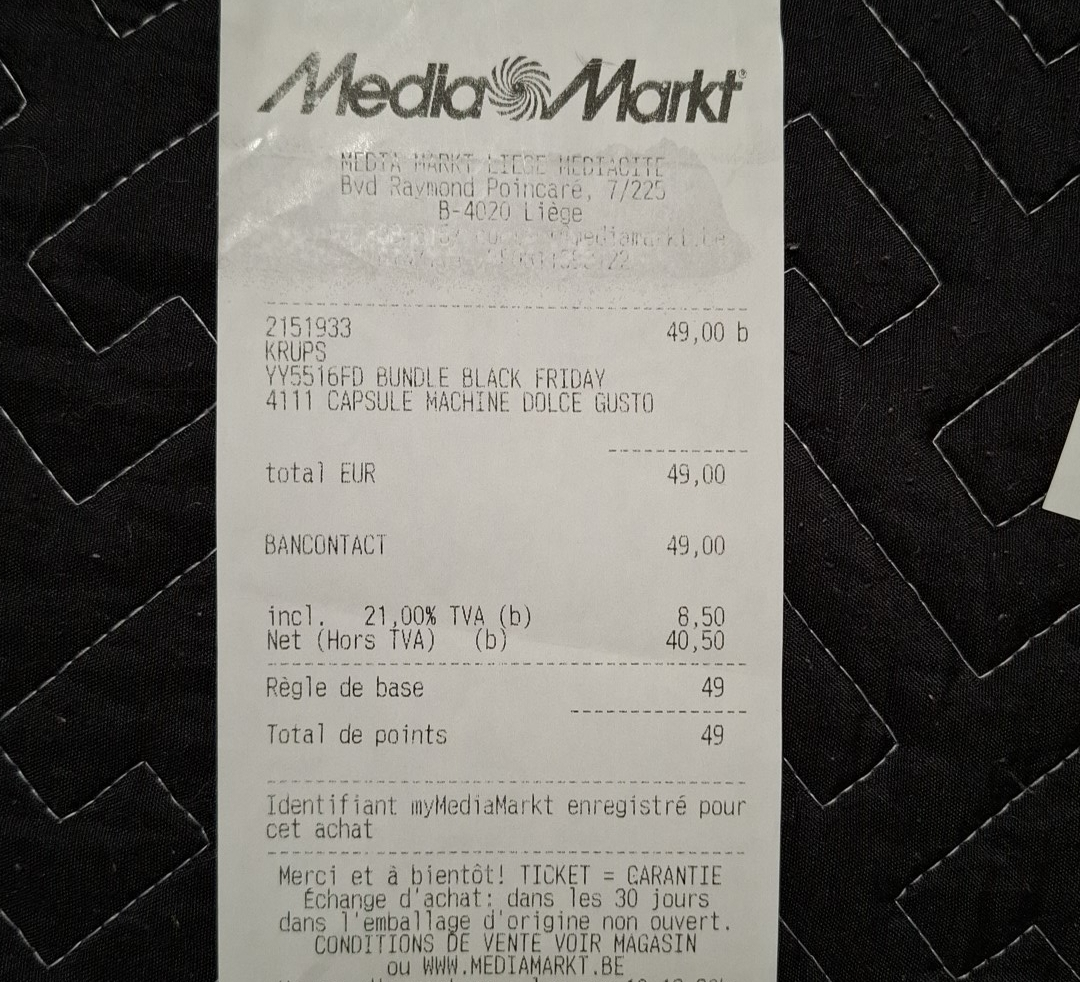 Media Markt
MEDIA MARKT LIEGE MEDIACITE
Bvd Raymond Poincaré, 7/225
B-4020 Liège
2151933 49,00 b
KRUPS
YY5516FD BUNDLE BLACK FRIDAY
4111 CAPSULE MACHINE DOLCE GUSTO
total EUR 49,00
BANCONTACT 49,00
incl. 21,00% TVA (b) 8,50
Net (Hors TVA) (b) 40,50
Règle de base 49
Total de points 49
Identifiant myMediaMarkt enregistré pour
cet achat
Merci et à bientôt! TICKET = GARANTIE
Échange d'achat: dans les 30 jours
dans l'emballage d'origine non ouvert.
CONDITIONS DE VENTE VOIR MAGASIN
ou WWW.MEDIAMARKT.BE